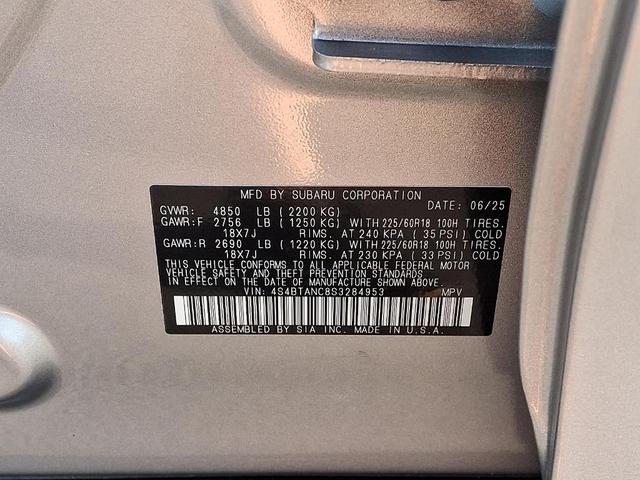 MFD BY SUBARU CORPORATION
DATE: 06/25
GVWR: 4850 LB (2200 KG)
GAWR:F 2756 LB (1250 KG) WITH 225/60R18 100H TIRES.
18X7J RIMS. AT 240 KPA (35 PSI) COLD
GAWR:R 2690 LB (1220 KG) WITH 225/60R18 100H TIRES.
18X7J RIMS. AT 230 KPA (33 PSI) COLD
THIS VEHICLE CONFORMS TO ALL APPLICABLE FEDERAL MOTOR
VEHICLE SAFETY AND THEFT PREVENTION STANDARDS
IN EFFECT ON THE DATE OF MANUFACTURE SHOWN ABOVE.
VIN: 4S4BTANC8S3284953 MPV
ASSEMBLED BY SIA INC. MADE IN U.S.A.